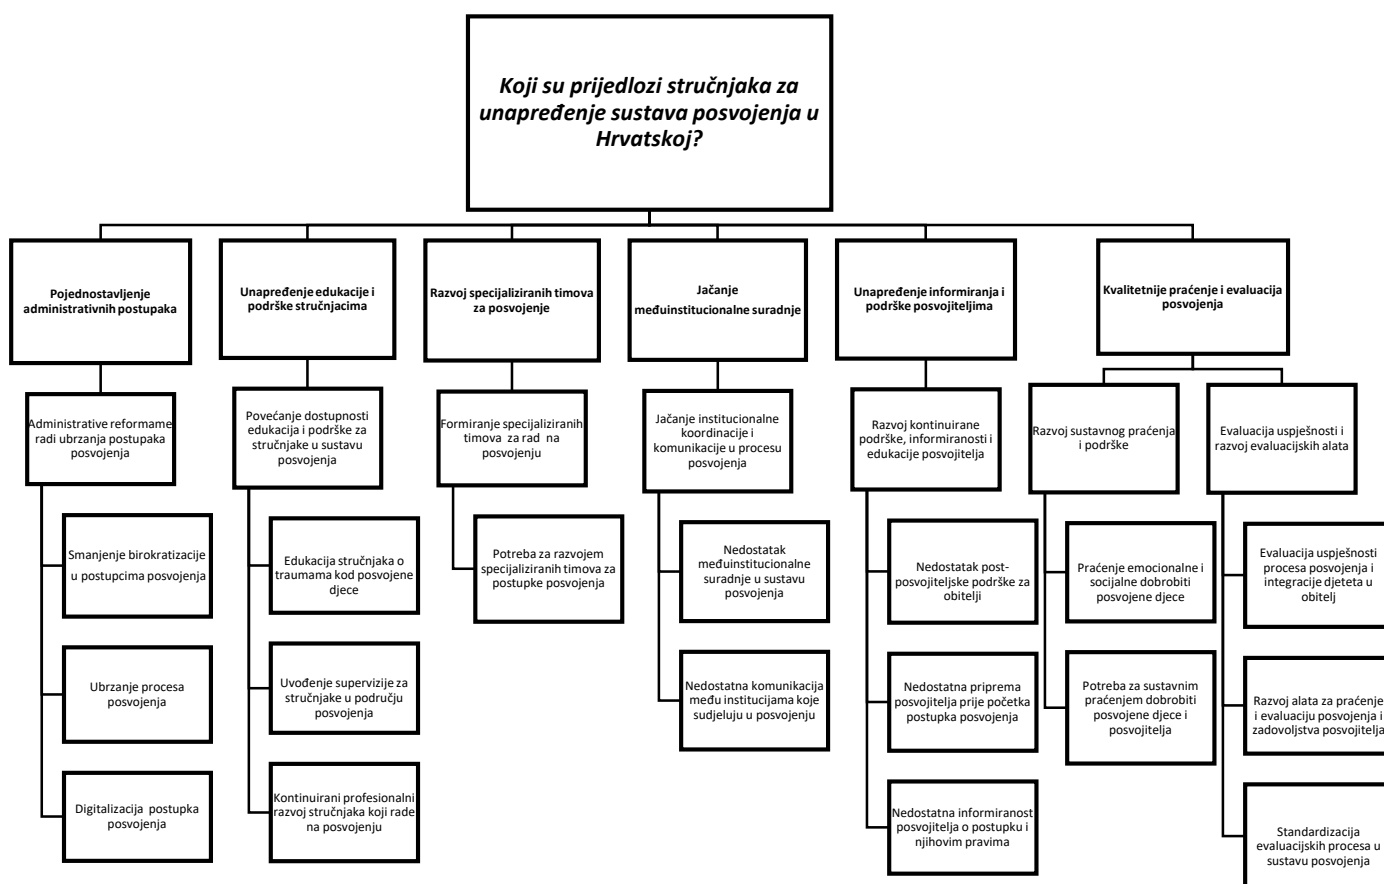 Koji su prijedlozi stručnjaka za
unapređenje sustava posvojenja u
Hrvatskoj?
Pojednostavljenje
administrativnih postupaka
Unapređenje edukacije i
podrške stručnjacima
Razvoj specijaliziranih timova
za posvojenje
Jačanje
međuinstitucionalne suradnje
Unapređenje informiranja i
podrške posvojiteljima
Kvalitetnije praćenje i evaluacija
posvojenja
Administrative reformame
radi ubrzanja postupaka
posvojenja
Povećanje dostupnosti
edukacija i podrške za
stručnjake u sustavu
posvojenja
Formiranje specijaliziranih
timova za rad na
posvojenju
Jačanje institucionalne
koordinacije i
komunikacije u procesu
posvojenja
Razvoj kontinuirane
podrške, informiranosti i
edukacije posvojitelja
Razvoj sustavnog praćenja
i podrške
Evaluacija uspješnosti i
razvoj evaluacijskih alata
Smanjenje birokratizacije
u postupcima posvojenja
Ubrzanje procesa
posvojenja
Digitalizacija postupka
posvojenja
Edukacija stručnjaka o
traumama kod posvojene
djece
Uvođenje supervizije za
stručnjake u području
posvojenja
Kontinuirani profesionalni
razvoj stručnjaka koji rade
na posvojenju
Potreba za razvojem
specijaliziranih timova za
postupke posvojenja
Nedostatak
međuinstitucionalne
suradnje u sustavu
posvojenja
Nedostatna komunikacija
među institucijama koje
sudjeluju u posvojenju
Nedostatak post-
posvojiteljske podrške za
obitelji
Nedostatna priprema
posvojitelja prije početka
postupka posvojenja
Nedostatna informiranost
posvojitelja o postupku i
njihovim pravima
Praćenje emocionalne i
socijalne dobrobiti
posvojene djece
Potreba za sustavnim
praćenjem dobrobiti
posvojene djece i
posvojitelja
Evaluacija uspješnosti
procesa posvojenja i
integracije djeteta u
obitelj
Razvoj alata za praćenje
i evaluaciju posvojenja i
zadovoljstva posvojitelja
Standardizacija
evaluacijskih procesa u
sustavu posvojenja